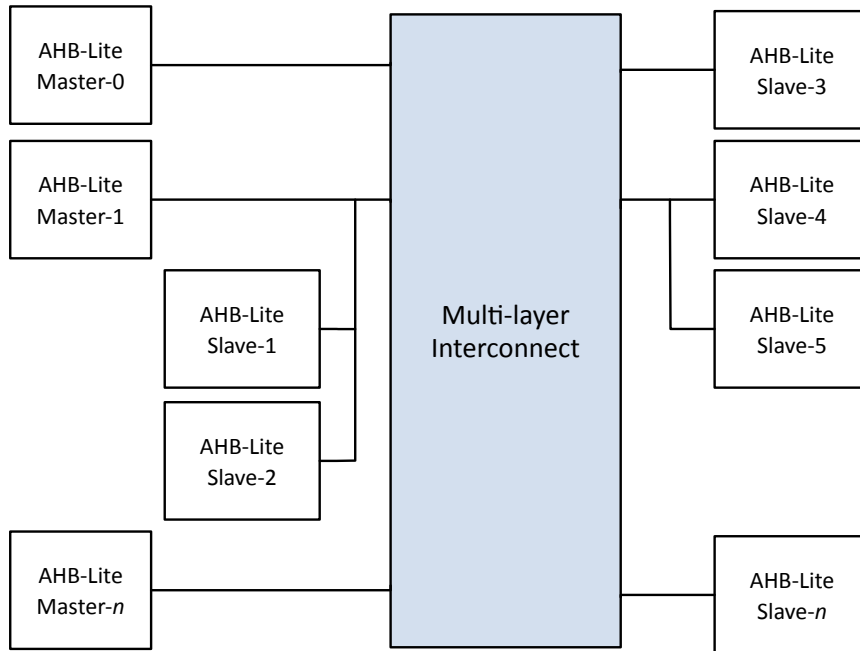 AHB-Lite
Master-0
AHB-Lite
Master-1
AHB-Lite
Slave-1
AHB-Lite
Slave-2
AHB-Lite
Master-n
Multi-layer
Interconnect
AHB-Lite
Slave-3
AHB-Lite
Slave-4
AHB-Lite
Slave-5
AHB-Lite
Slave-n